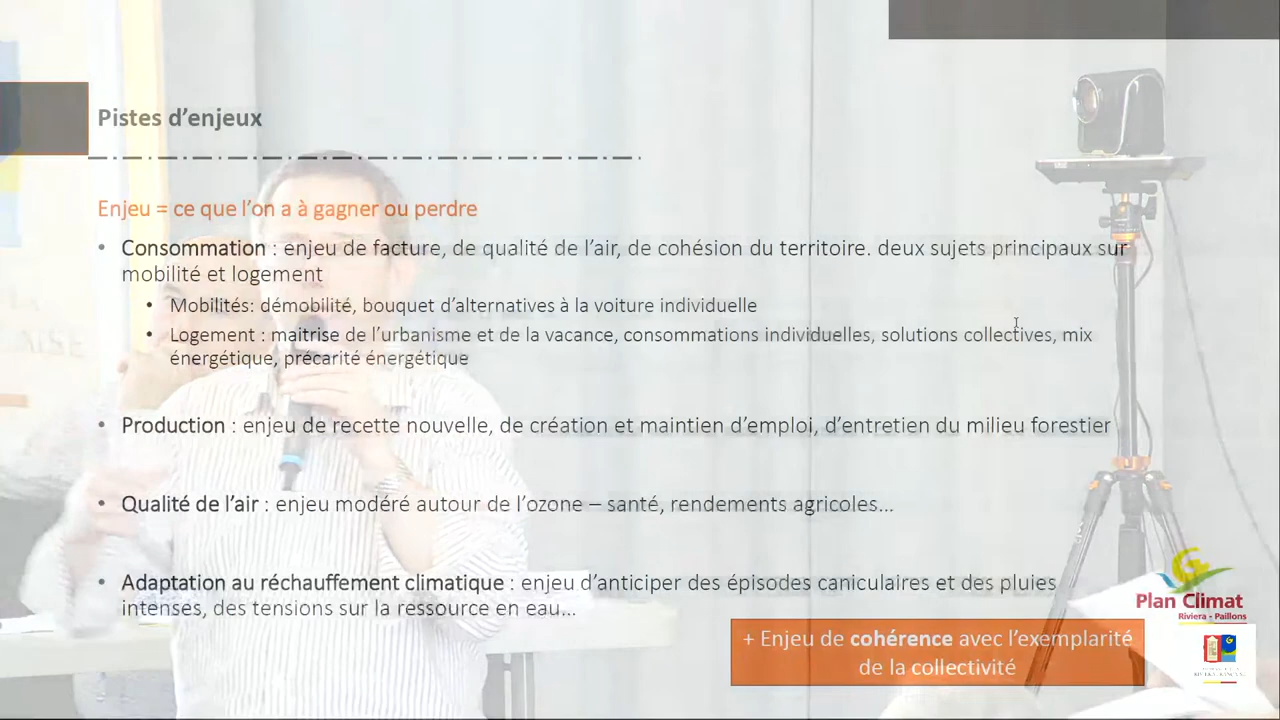 Pistes d’enjeux
Enjeu = ce que l’on a à gagner ou perdre
• Consommation : enjeu de facture, de qualité de l’air, de cohésion du territoire. deux sujets principaux sur
mobilité et logement
• Mobilités: démobilité, bouquet d’alternatives à la voiture individuelle
• Logement : maitrise de l’urbanisme et de la vacance, consommations individuelles, solutions collectives, mix
énergétique, précarité énergétique
• Production : enjeu de recette nouvelle, de création et maintien d’emploi, d’entretien du milieu forestier
• Qualité de l’air : enjeu modéré autour de l’ozone – santé, rendements agricoles...
• Adaptation au réchauffement climatique : enjeu d’anticiper des épisodes caniculaires et des pluies
intenses, des tensions sur la ressource en eau...
+ Enjeu de cohérence avec l’exemplarité
de la collectivité
Plan Climat
Riviera - Paillons